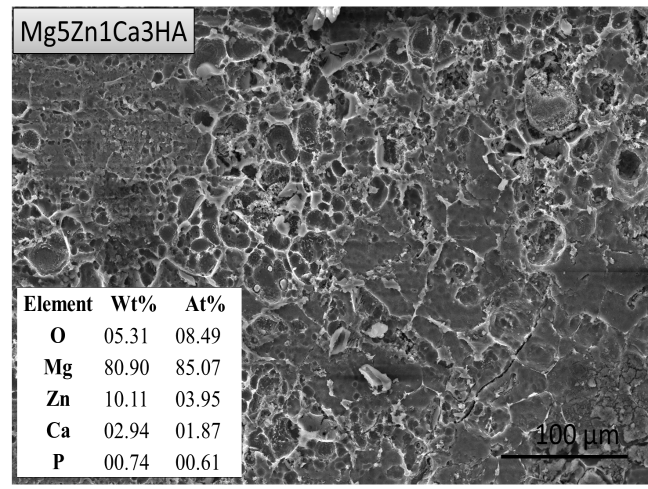 Mg5Zn1Ca3HA
Element Wt% At%
O 05.31 08.49
Mg 80.90 85.07
Zn 10.11 03.95
Ca 02.94 01.87
P 00.74 00.61
100 µm